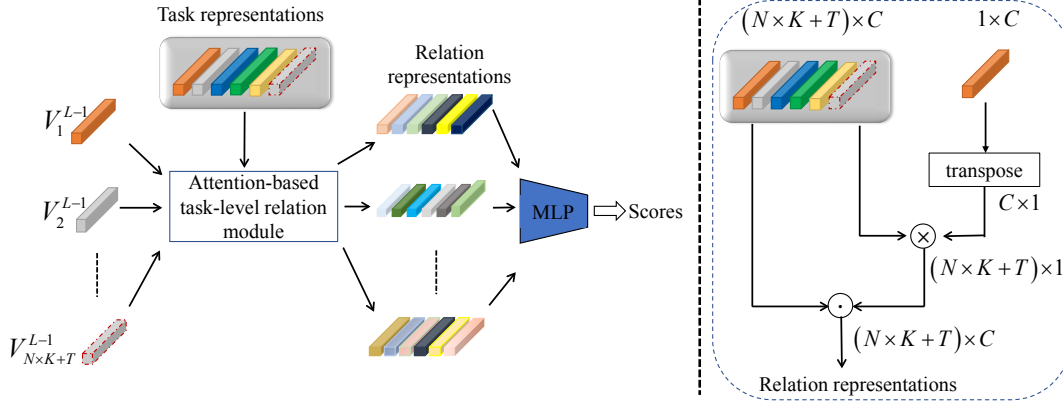 Task representations
Relation
representations
V_1^{L-1}
V_2^{L-1}
V_{N×K+T}^{L-1}
Attention-based
task-level relation
module
MLP
Scores
(N×K+T)×C
1×C
transpose
C×1
×
(N×K+T)×1
·
(N×K+T)×C
Relation representations